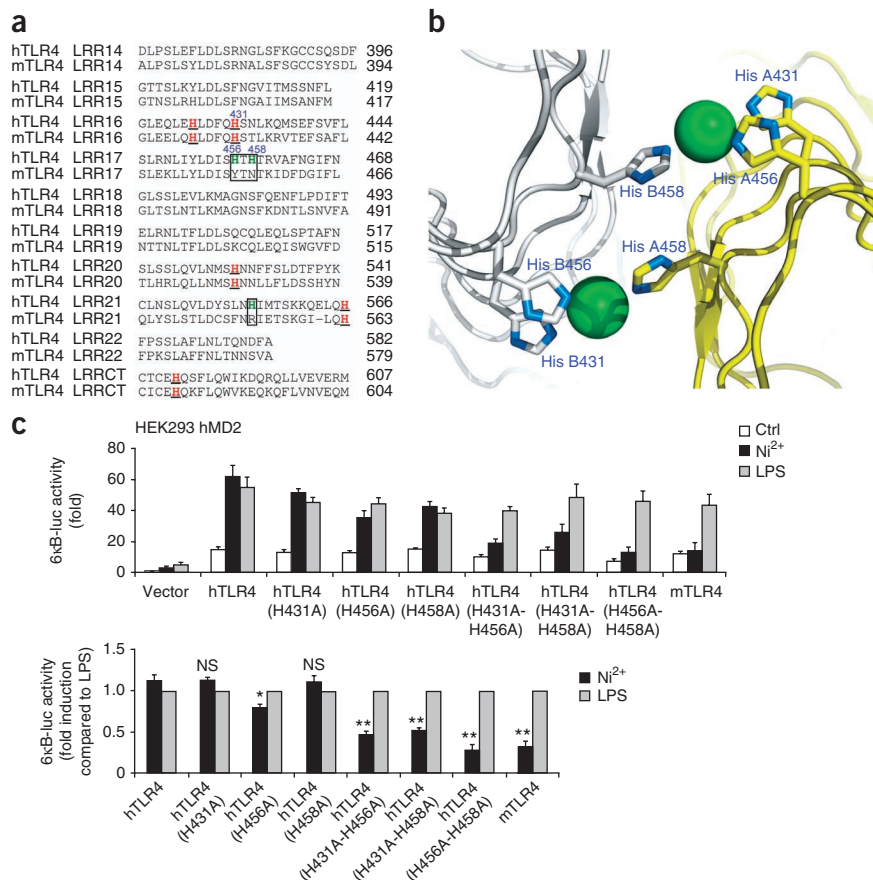 a
hTLR4 LRR14 DLPSLEFLDLSRNGLSFKGCCSQSDF 396
mTLR4 LRR14 ALPSLSYLDLSRNALSFSGCCSYSDL 394
hTLR4 LRR15 GTTSLKYLDLSFNGVITMSSNFL 419
mTLR4 LRR15 GTNSLRHLDLSFNGAIIMSANFM 417
431
hTLR4 LRR16 GLEQLEHLDFQHSNLKQMSEFSVFL 444
mTLR4 LRR16 GLEELQHLDFQHSTLKRVTEFSAFL 442
456 458
hTLR4 LRR17 SLRNLIYLDISHTHTRVAFNGIFN 468
mTLR4 LRR17 SLEKLLYLDISYTNTKIDFDGIFL 466
hTLR4 LRR18 GLSSLEVLKMAGNSFQENFLPDIFT 493
mTLR4 LRR18 GLTSLNTLKMAGNSFKDNTLSNVFA 491
hTLR4 LRR19 ELRNLTFLDLSQCQLEQLSPTAFN 517
mTLR4 LRR19 NTTNLTFLDLSKCQLEQISWGVFD 515
hTLR4 LRR20 SLSSLQVLNMSHNNFFSLDTFPYK 541
mTLR4 LRR20 TLHRLQLLNMSHNNLLFLDSSHYN 539
hTLR4 LRR21 CLNSLQVLDYSLNHIMTSKKQELQH 566
mTLR4 LRR21 QLYSLSTLDCSFNRIETSKGI-LQH 563
hTLR4 LRR22 FPSSLAFLNLTQNDFA 582
mTLR4 LRR22 FPKSLAFFNLTNNSVA 579
hTLR4 LRRCT CTCEHQSFLQWIKDQRQLLVEVERM 607
mTLR4 LRRCT CICEHQKFLQWVKEQKQFLVNVEQM 604
b
His A431
His A456
His B458
His A458
His B456
His B431
c
HEK293 hMD2
Ctrl
Ni2+
LPS
6κB-luc activity
(fold)
80
60
40
20
0
Vector
hTLR4
hTLR4
(H431A)
hTLR4
(H456A)
hTLR4
(H458A)
hTLR4
(H431A-
H456A)
hTLR4
(H431A-
H458A)
hTLR4
(H456A-
H458A)
mTLR4
6κB-luc activity
(fold induction
compared to LPS)
1.5
1.0
0.5
0
NS
*
NS
**
**
**
**
Ni2+
LPS
hTLR4
hTLR4
(H431A)
hTLR4
(H456A)
hTLR4
(H458A)
hTLR4
(H431A-H456A)
hTLR4
(H431A-H458A)
hTLR4
(H456A-H458A)
mTLR4